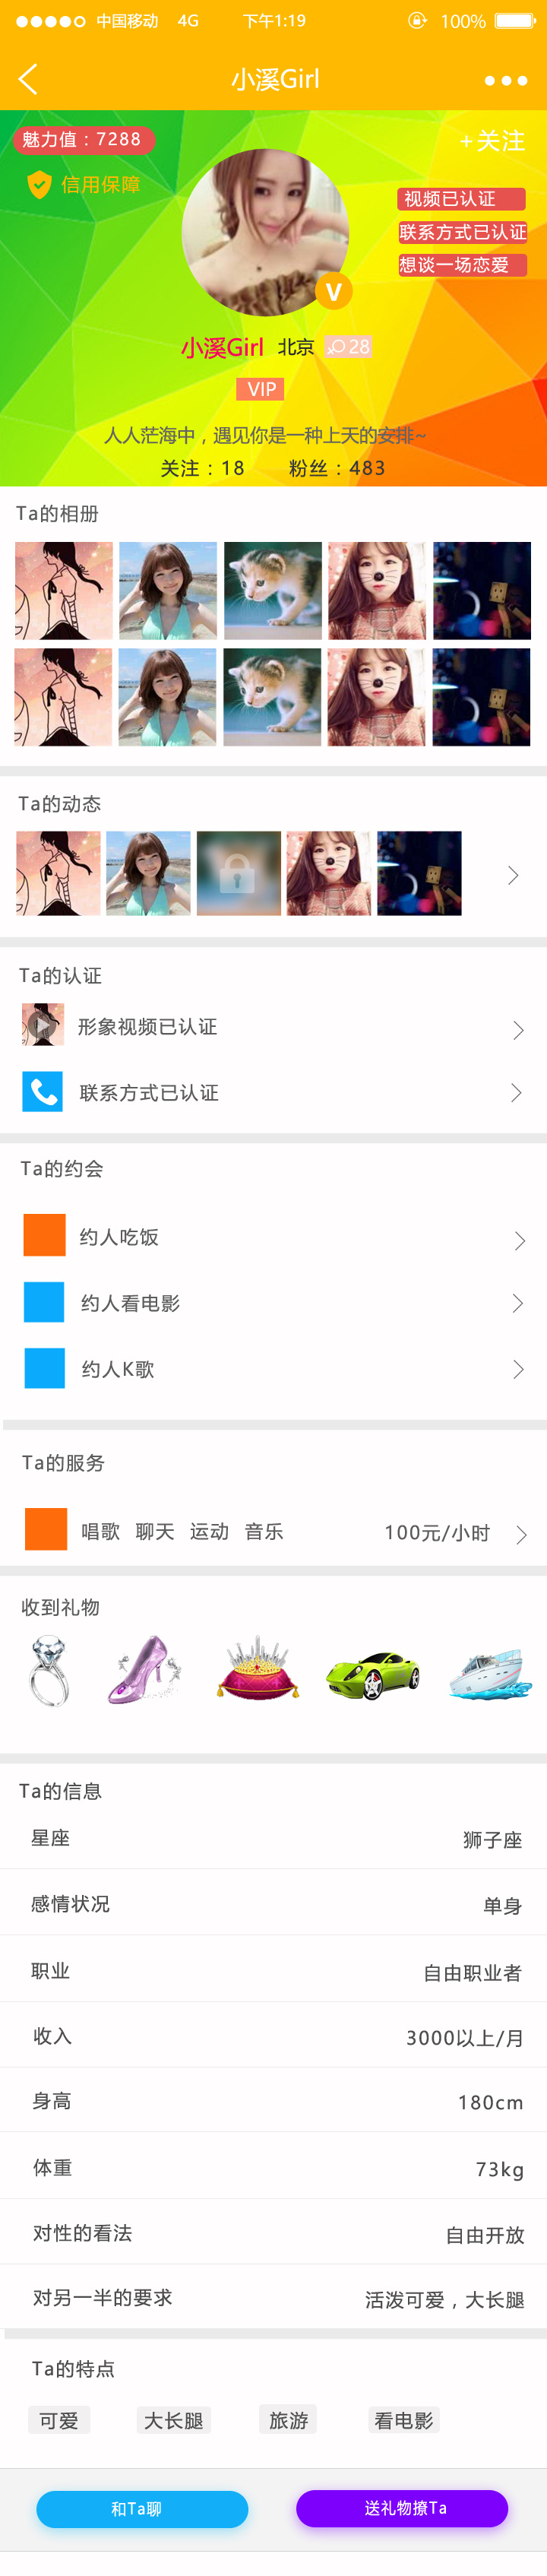 中国移动 4G 下午1:19 100%
小溪Girl
魅力值：7288
+关注
信用保障
视频已认证
联系方式已认证
想谈一场恋爱
V
小溪Girl 北京 28
VIP
人人茫海中，遇见你是一种上天的安排~
关注：18 粉丝：483
Ta的相册
Ta的动态
Ta的认证
形象视频已认证
联系方式已认证
Ta的约会
约人吃饭
约人看电影
约人K歌
Ta的服务
唱歌 聊天 运动 音乐 100元/小时
收到礼物
Ta的信息
星座 狮子座
感情状况 单身
职业 自由职业者
收入 3000以上/月
身高 180cm
体重 73kg
对性的看法 自由开放
对另一半的要求 活泼可爱，大长腿
Ta的特点
可爱 大长腿 旅游 看电影
和Ta聊 送礼物撩Ta